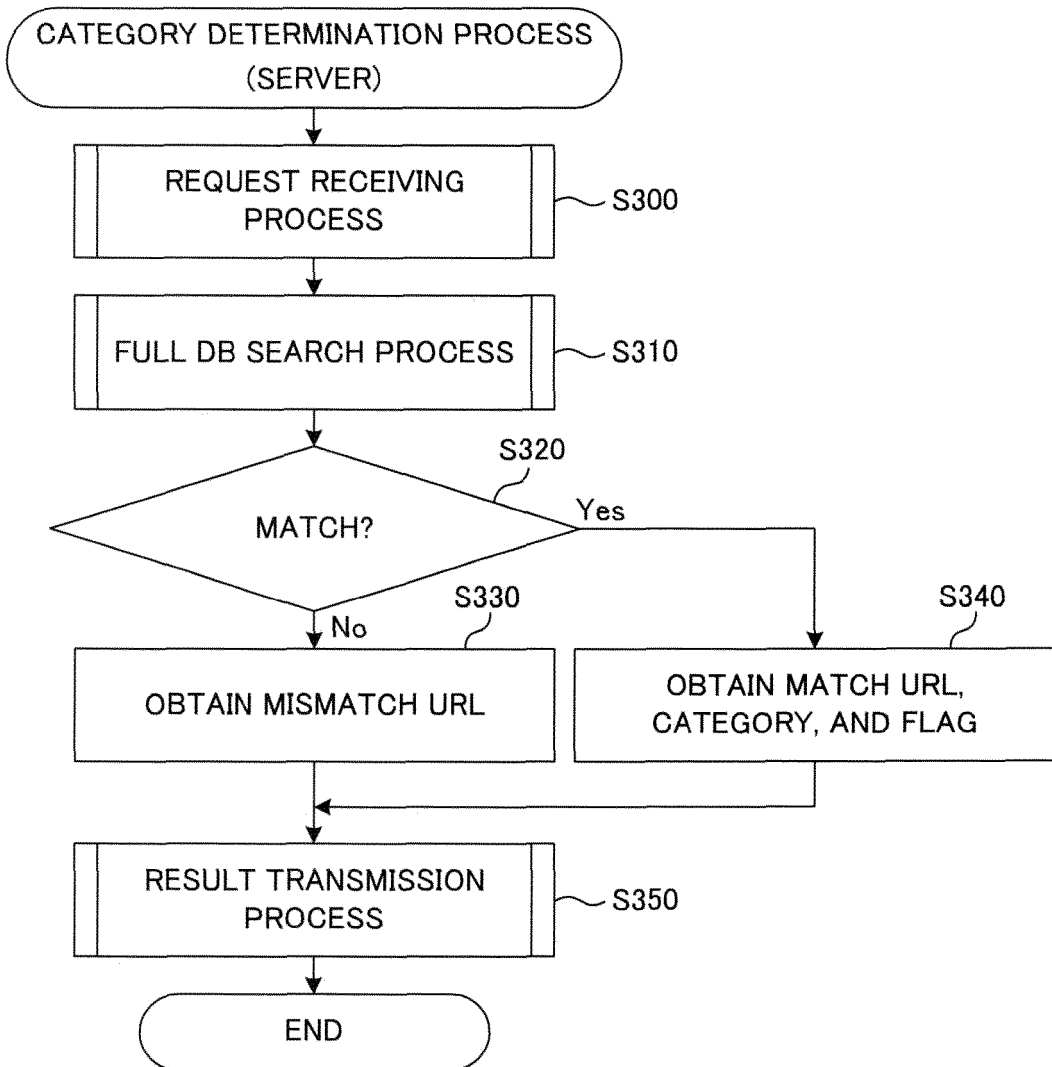 CATEGORY DETERMINATION PROCESS
(SERVER)
REQUEST RECEIVING
PROCESS
S300
FULL DB SEARCH PROCESS
S310
S320
MATCH?
Yes
No
S330
S340
OBTAIN MISMATCH URL
OBTAIN MATCH URL,
CATEGORY, AND FLAG
RESULT TRANSMISSION
PROCESS
S350
END